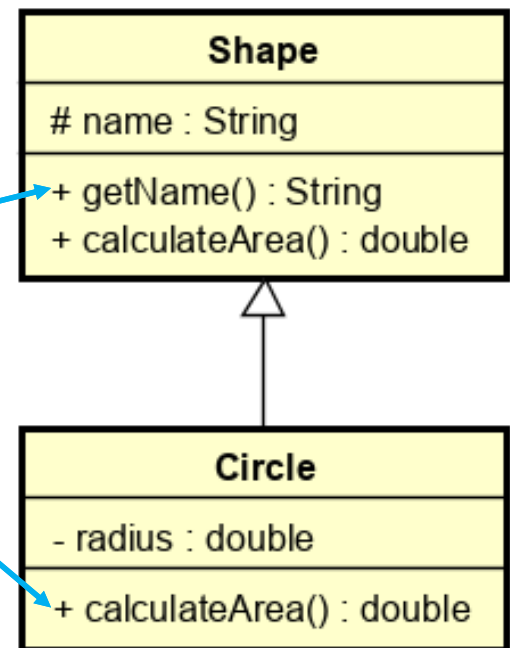 Shape
# name : String
+ getName() : String
+ calculateArea() : double
Circle
- radius : double
+ calculateArea() : double